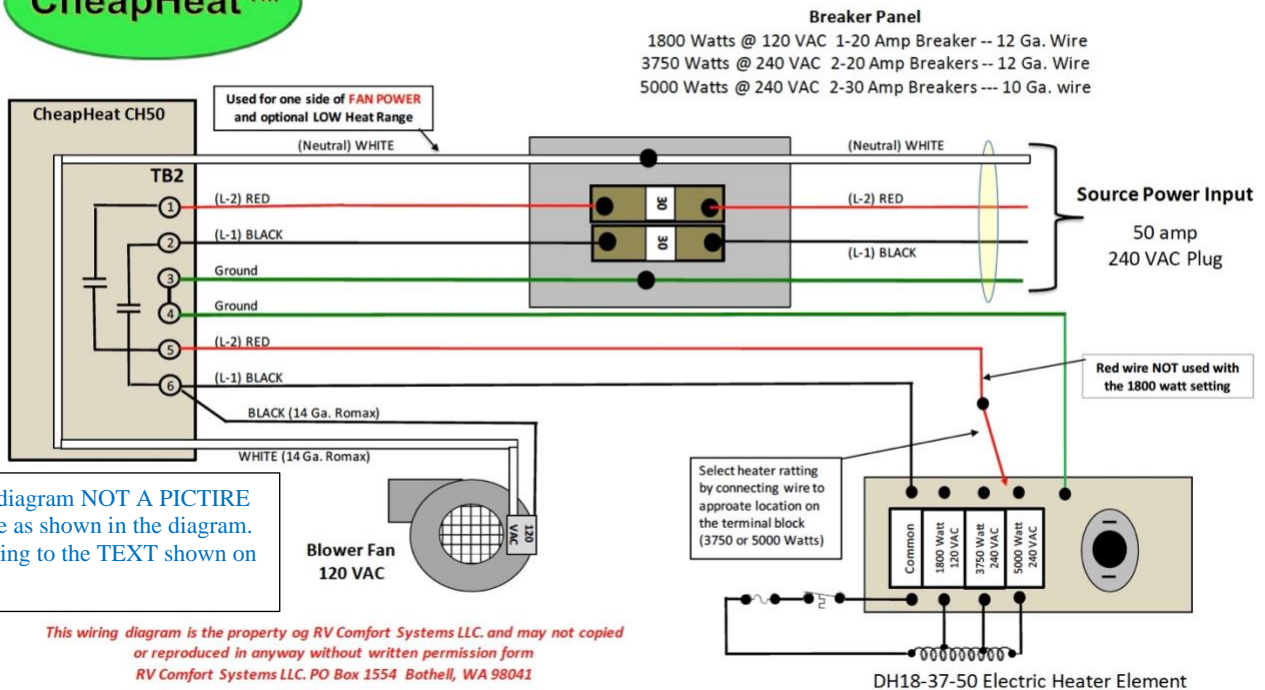 CheapHeat™
Breaker Panel
1800 Watts @ 120 VAC 1-20 Amp Breaker -- 12 Ga. Wire
3750 Watts @ 240 VAC 2-20 Amp Breakers -- 12 Ga. Wire
5000 Watts @ 240 VAC 2-30 Amp Breakers --- 10 Ga. wire
CheapHeat CH50
Used for one side of FAN POWER
and optional LOW Heat Range
(Neutral) WHITE
(Neutral) WHITE
TB2
1
(L-2) RED
30
(L-2) RED
2
(L-1) BLACK
30
(L-1) BLACK
3
Ground
4
Ground
5
(L-2) RED
6
(L-1) BLACK
Source Power Input
50 amp
240 VAC Plug
Red wire NOT used with
the 1800 watt setting
BLACK (14 Ga. Romax)
WHITE (14 Ga. Romax)
diagram NOT A PICTIRE
e as shown in the diagram.
ing to the TEXT shown on
Blower Fan
120 VAC
120
VAC
Select heater ratting
by connecting wire to
approate location on
the terminal block
(3750 or 5000 Watts)
Common
1800 Watt
120 VAC
3750 Watt
240 VAC
5000 Watt
240 VAC
This wiring diagram is the property og RV Comfort Systems LLC. and may not copied
or reproduced in anyway without written permission form
RV Comfort Systems LLC. PO Box 1554 Bothell, WA 98041
DH18-37-50 Electric Heater Element